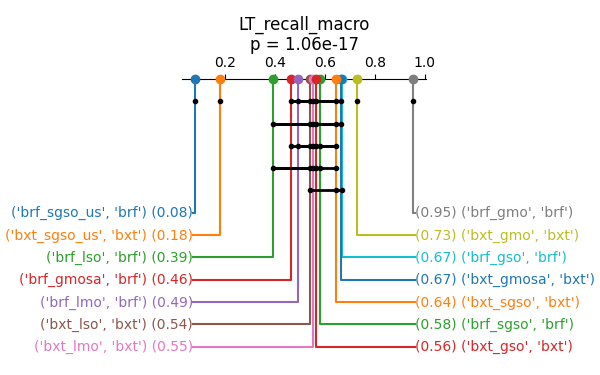 LT_recall_macro
p = 1.06e-17
0.2 0.4 0.6 0.8 1.0
('brf_sgso_us', 'brf') (0.08)
(0.95) ('brf_gmo', 'brf')
('bxt_sgso_us', 'bxt') (0.18)
(0.73) ('bxt_gmo', 'bxt')
('brf_lso', 'brf') (0.39)
(0.67) ('brf_gso', 'brf')
('brf_gmosa', 'brf') (0.46)
(0.67) ('bxt_gmosa', 'bxt')
('brf_lmo', 'brf') (0.49)
(0.64) ('bxt_sgso', 'bxt')
('bxt_lso', 'bxt') (0.54)
(0.58) ('brf_sgso', 'brf')
('bxt_lmo', 'bxt') (0.55)
(0.56) ('bxt_gso', 'bxt')